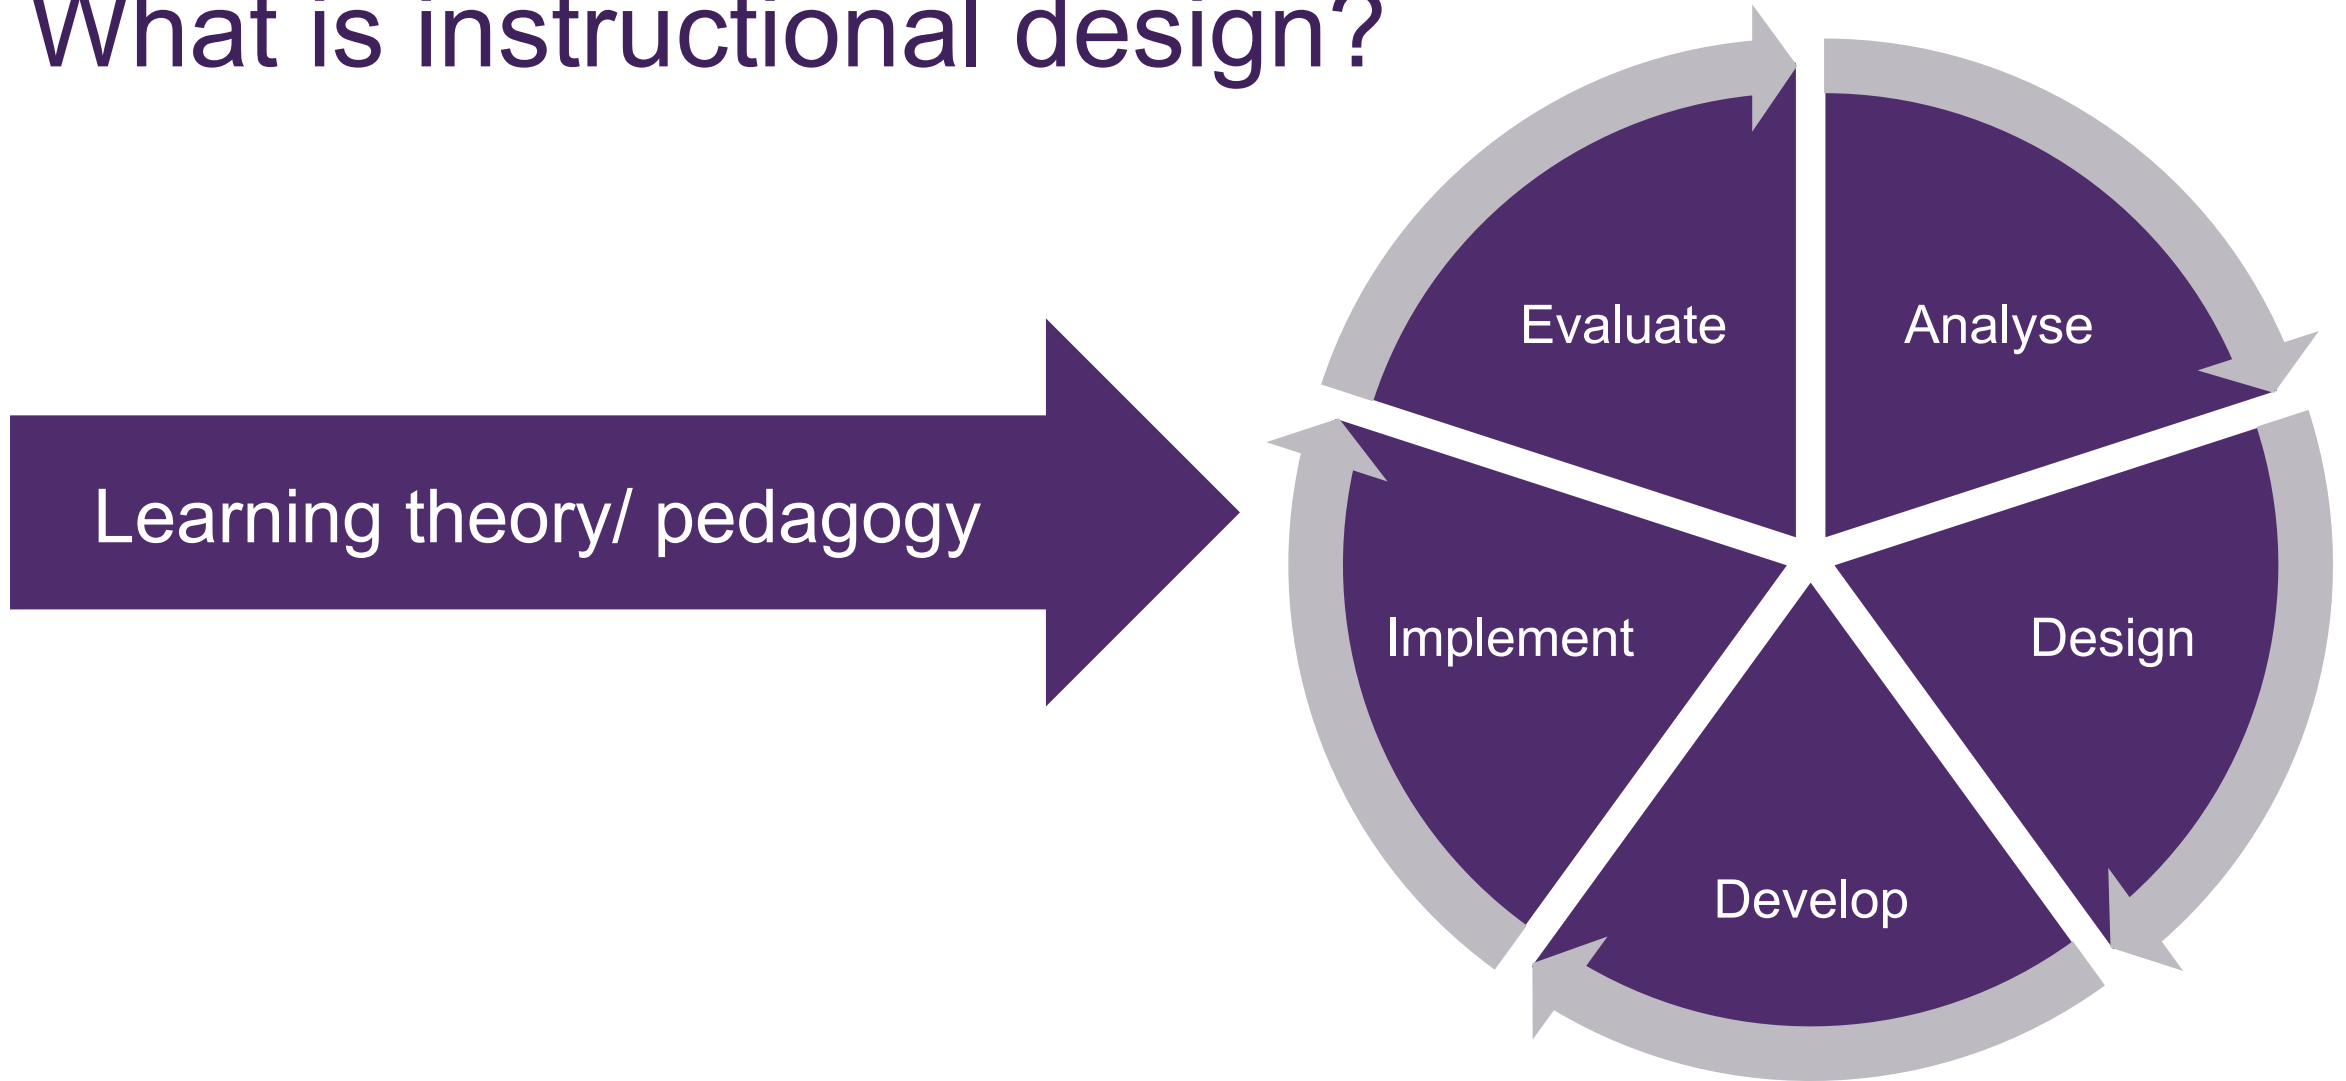 What is instructional design?
Learning theory/ pedagogy
Evaluate
Analyse
Implement
Design
Develop